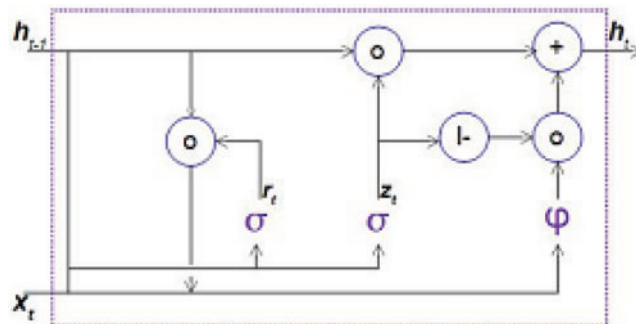 h_{t-1} o + h_t
o |- o
r_t z_t
σ σ φ
x_t